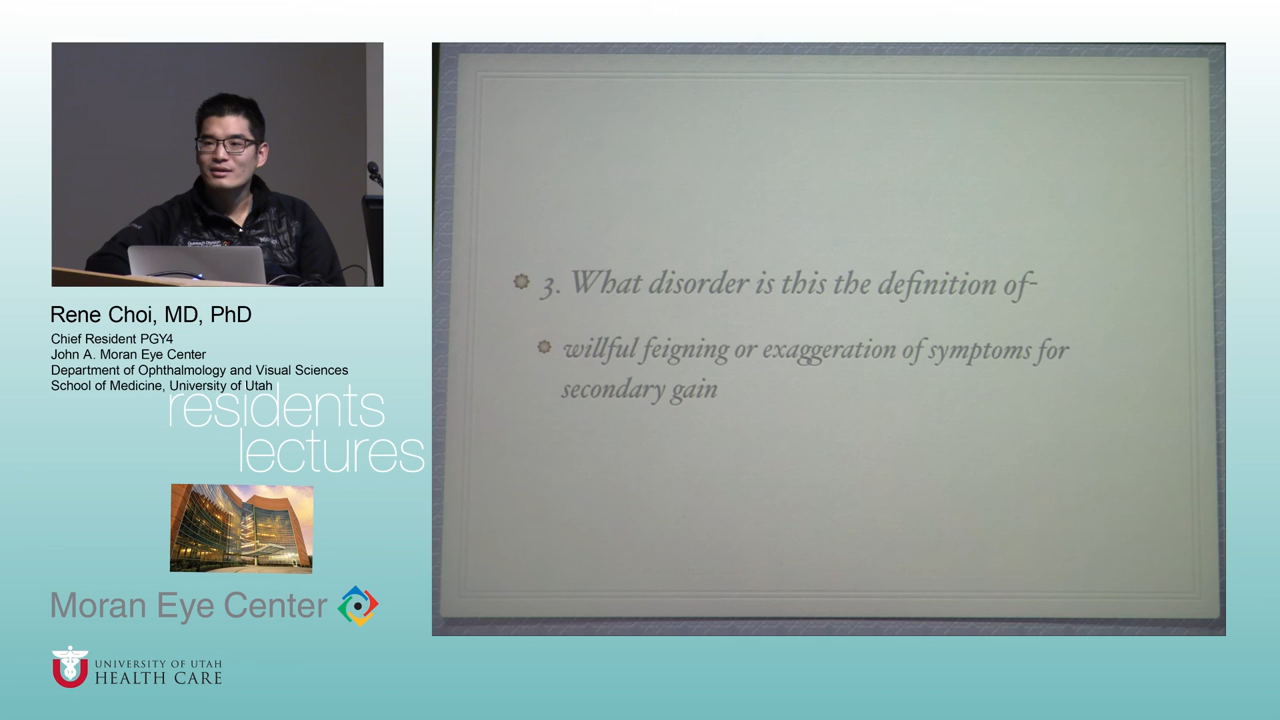 Rene Choi, MD, PhD
Chief Resident PGY4
John A. Moran Eye Center
Department of Ophthalmology and Visual Sciences
School of Medicine, University of Utah
residents
lectures
Moran Eye Center
UNIVERSITY OF UTAH
HEALTH CARE
3. What disorder is this the definition of-
willful feigning or exaggeration of symptoms for
secondary gain